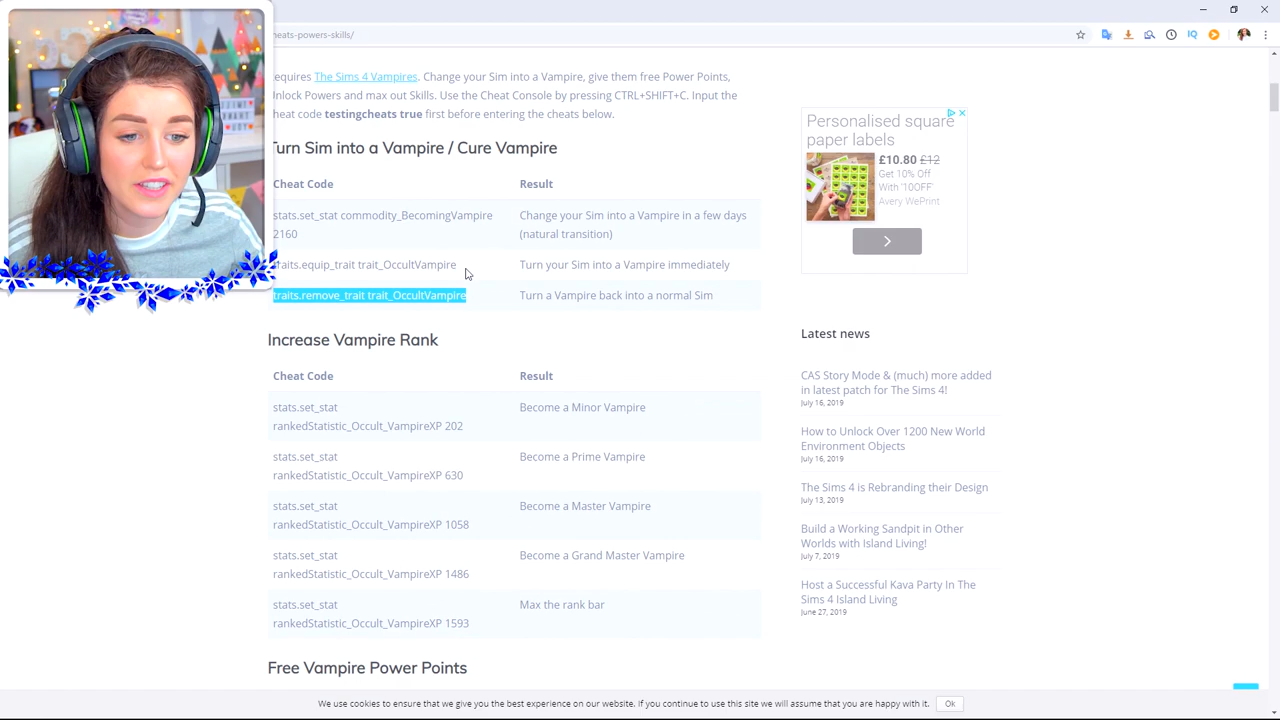 heats-powers-skills/
equires The Sims 4 Vampires. Change your Sim into a Vampire, give them free Power Points,
Unlock Powers and max out Skills. Use the Cheat Console by pressing CTRL+SHIFT+C. Input the
heat code testingcheats true first before entering the cheats below.
Turn Sim into a Vampire / Cure Vampire
Cheat Code Result
stats.set_stat commodity_BecomingVampire Change your Sim into a Vampire in a few days
2160 (natural transition)
traits.equip_trait trait_OccultVampire Turn your Sim into a Vampire immediately
traits.remove_trait trait_OccultVampire Turn a Vampire back into a normal Sim
Increase Vampire Rank
Cheat Code Result
stats.set_stat Become a Minor Vampire
rankedStatistic_Occult_VampireXP 202
stats.set_stat Become a Prime Vampire
rankedStatistic_Occult_VampireXP 630
stats.set_stat Become a Master Vampire
rankedStatistic_Occult_VampireXP 1058
stats.set_stat Become a Grand Master Vampire
rankedStatistic_Occult_VampireXP 1486
stats.set_stat Max the rank bar
rankedStatistic_Occult_VampireXP 1593
Free Vampire Power Points
Personalised square
paper labels
£10.80 £12
Get 10% Off
With '10OFF'
Avery WePrint
Latest news
CAS Story Mode & (much) more added
in latest patch for The Sims 4!
July 16, 2019
How to Unlock Over 1200 New World
Environment Objects
July 16, 2019
The Sims 4 is Rebranding their Design
July 13, 2019
Build a Working Sandpit in Other
Worlds with Island Living!
July 7, 2019
Host a Successful Kava Party In The
Sims 4 Island Living
June 27, 2019
We use cookies to ensure that we give you the best experience on our website. If you continue to use this site we will assume that you are happy with it. Ok
IQ